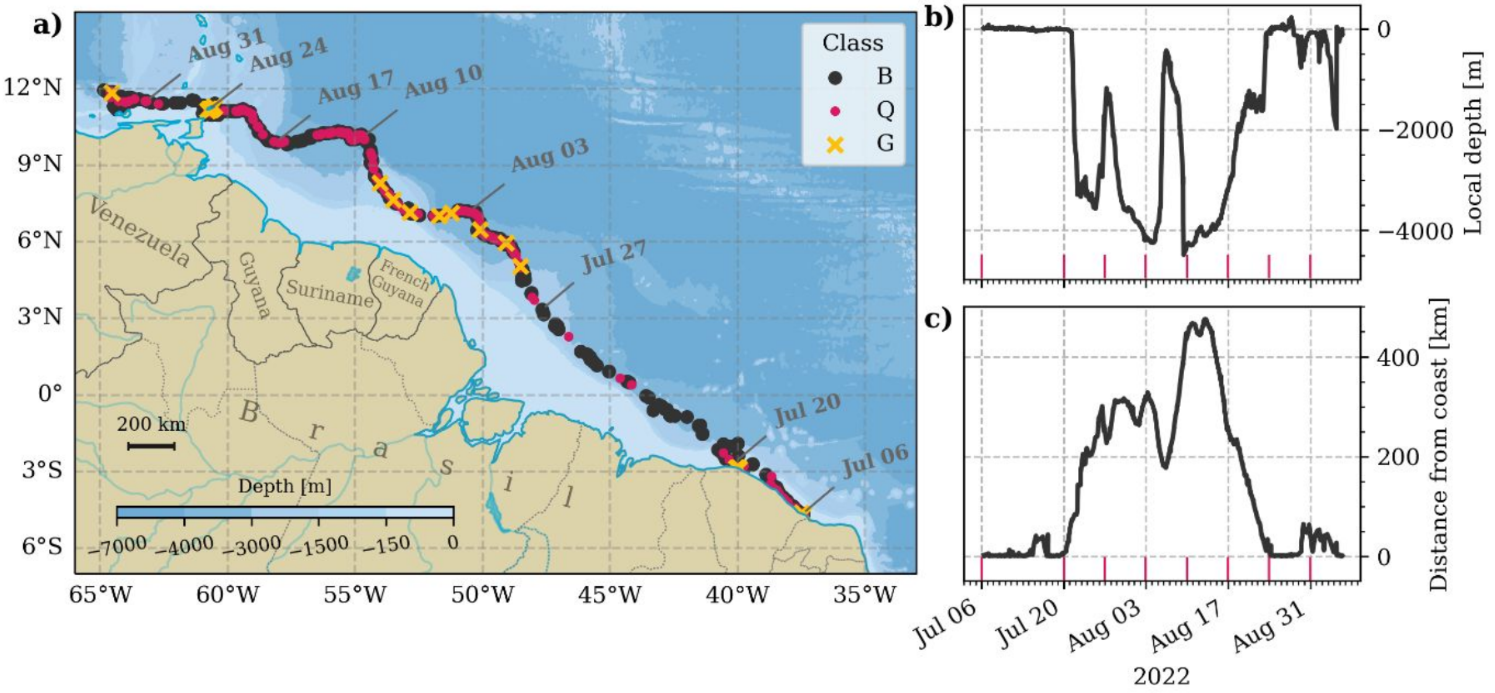 a)
Aug 31
Aug 24
Aug 17
Aug 10
Aug 03
Jul 27
Jul 20
Jul 06
Class
B
Q
G
12°N
9°N
6°N
3°N
0°
3°S
6°S
65°W
60°W
55°W
50°W
45°W
40°W
35°W
Venezuela
Guyana
Suriname
French
Guyana
Brasil
200 km
Depth [m]
−7000
−4000
−3000
−1500
−150
0
b)
0
−2000
−4000
Local depth [m]
c)
400
200
0
Distance from coast [km]
Jul 06
Jul 20
Aug 03
Aug 17
Aug 31
2022